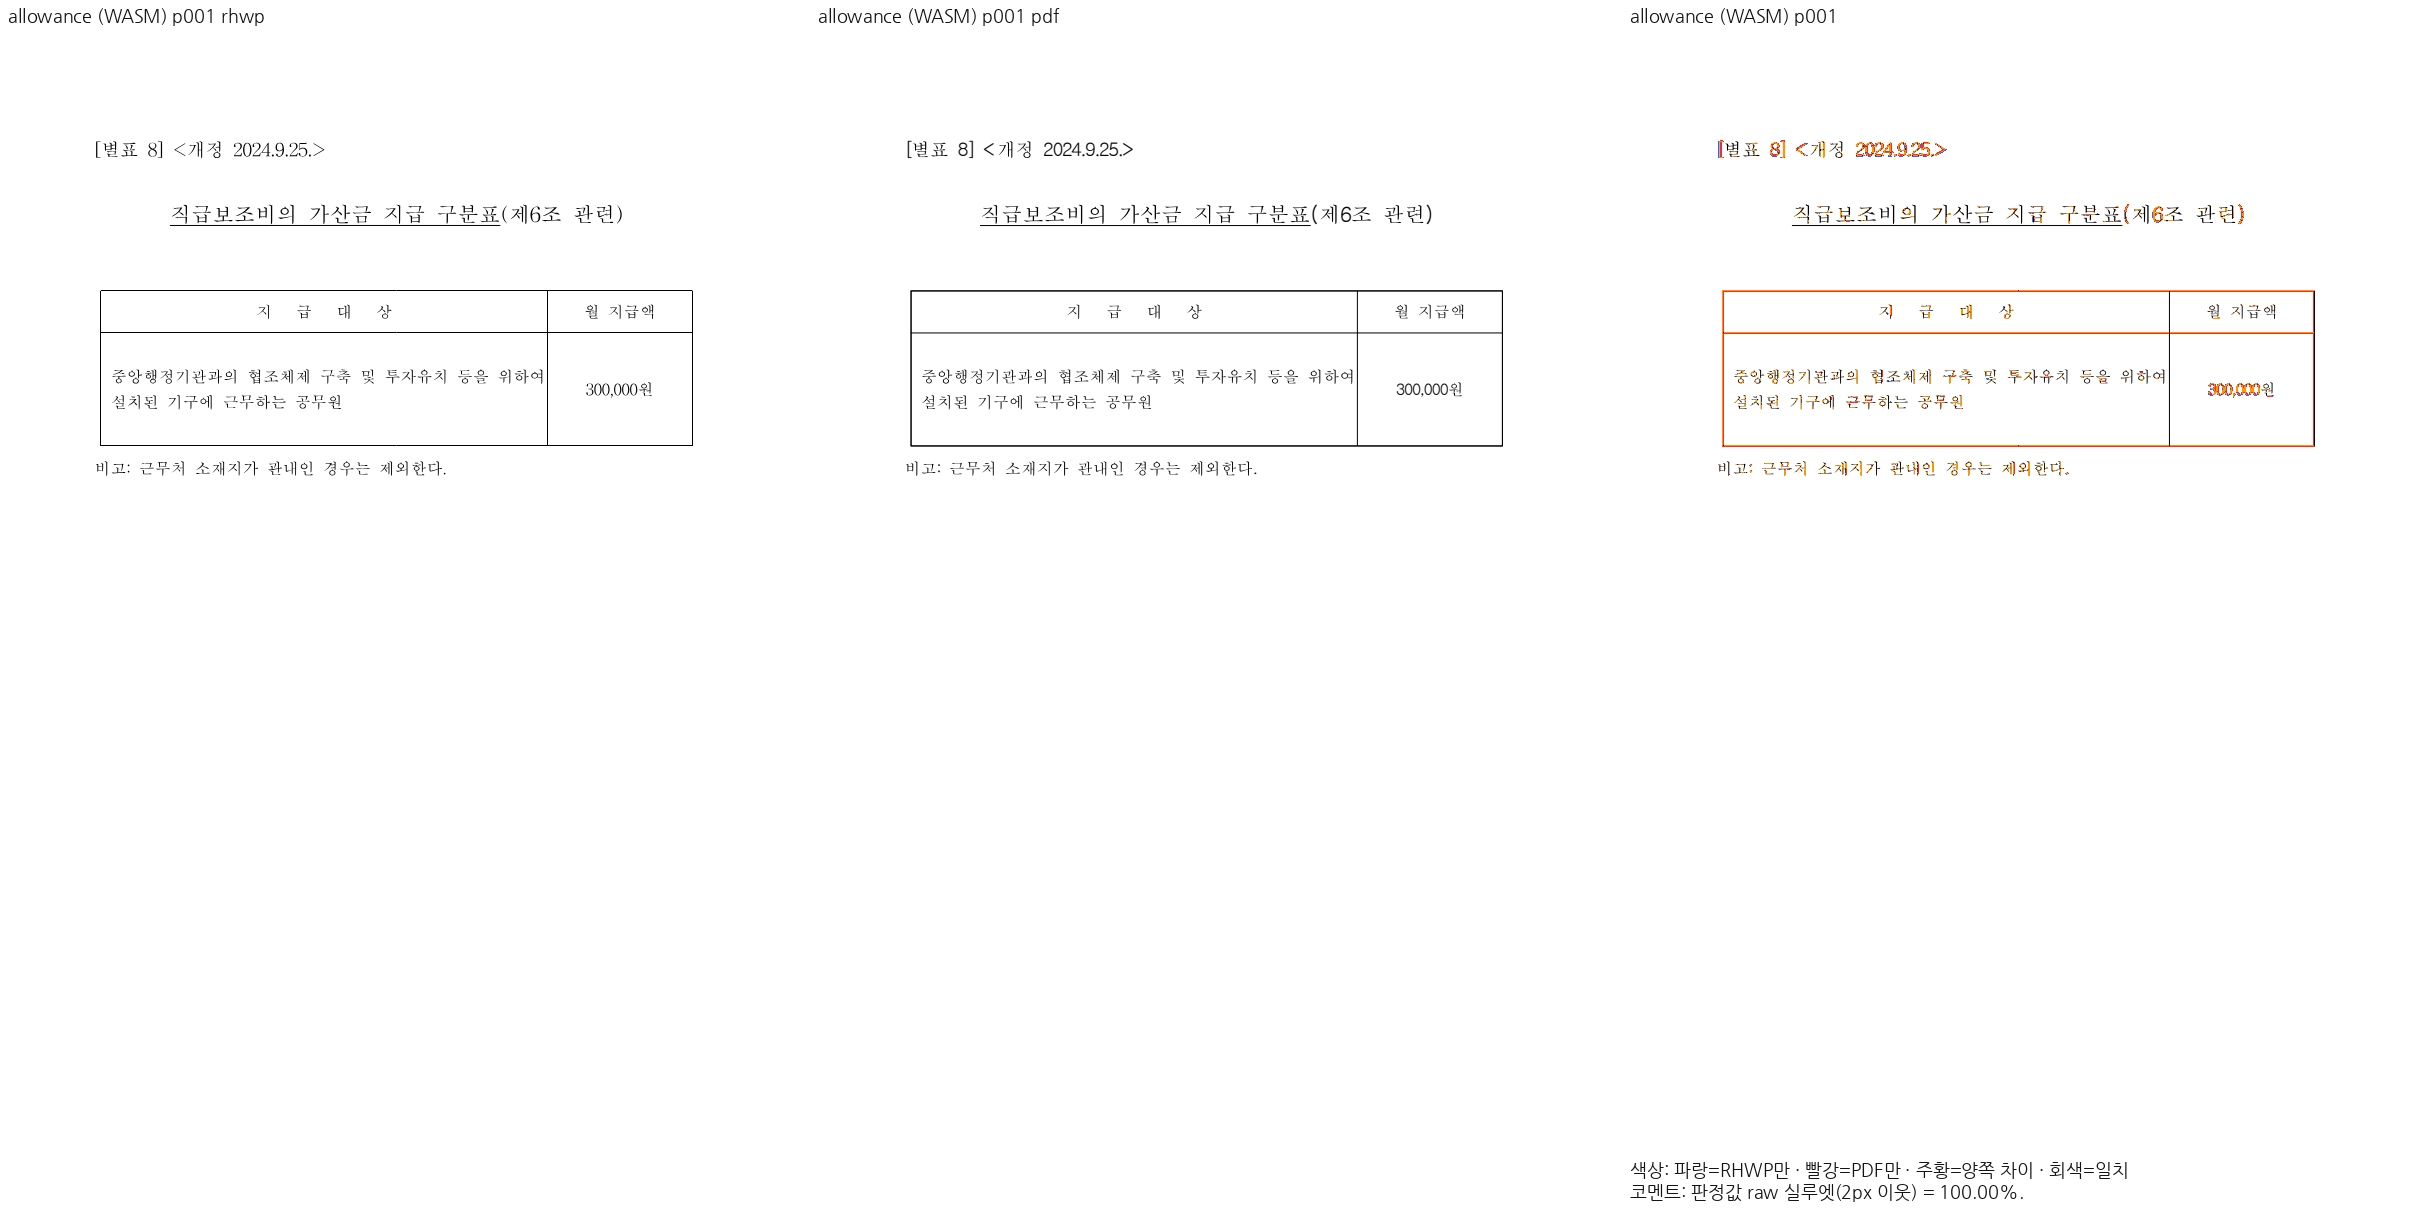 allowance (WASM) p001 rhwp
[별표 8] <개정 2024.9.25.>
직급보조비의 가산금 지급 구분표(제6조 관련)
지 급 대 상 월 지급액
중앙행정기관과의 협조체제 구축 및 투자유치 등을 위하여
설치된 기구에 근무하는 공무원
300,000원
비고: 근무처 소재지가 관내인 경우는 제외한다.
allowance (WASM) p001 pdf
[별표 8] <개정 2024.9.25.>
직급보조비의 가산금 지급 구분표(제6조 관련)
지 급 대 상 월 지급액
중앙행정기관과의 협조체제 구축 및 투자유치 등을 위하여
설치된 기구에 근무하는 공무원
300,000원
비고: 근무처 소재지가 관내인 경우는 제외한다.
allowance (WASM) p001
[별표 8] <개정 2024.9.25.>
직급보조비의 가산금 지급 구분표(제6조 관련)
지 급 대 상 월 지급액
중앙행정기관과의 협조체제 구축 및 투자유치 등을 위하여
설치된 기구에 근무하는 공무원
300,000원
비고: 근무처 소재지가 관내인 경우는 제외한다.
색상: 파랑=RHWP만 · 빨강=PDF만 · 주황=양쪽 차이 · 회색=일치
코멘트: 판정값 raw 실루엣(2px 이웃) = 100.00%.